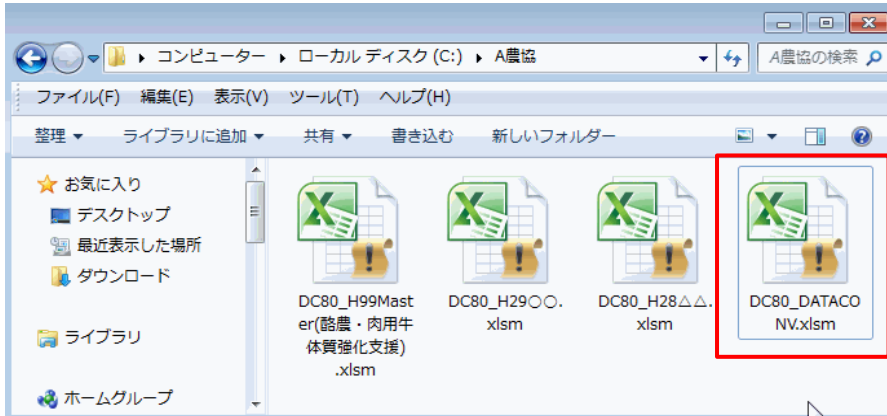 コンピューター ▸ ローカル ディスク (C:) ▸ A農協
A農協の検索
ファイル(F) 編集(E) 表示(V) ツール(T) ヘルプ(H)
整理 ▼ ライブラリに追加 ▼ 共有 ▼ 書き込む 新しいフォルダー
お気に入り
デスクトップ
最近表示した場所
ダウンロード
ライブラリ
ホームグループ
DC80_H99Mast
er(酪農・肉用牛
体質強化支援)
.xlsm
DC80_H29○○.
xlsm
DC80_H28△△.
xlsm
DC80_DATACO
NV.xlsm